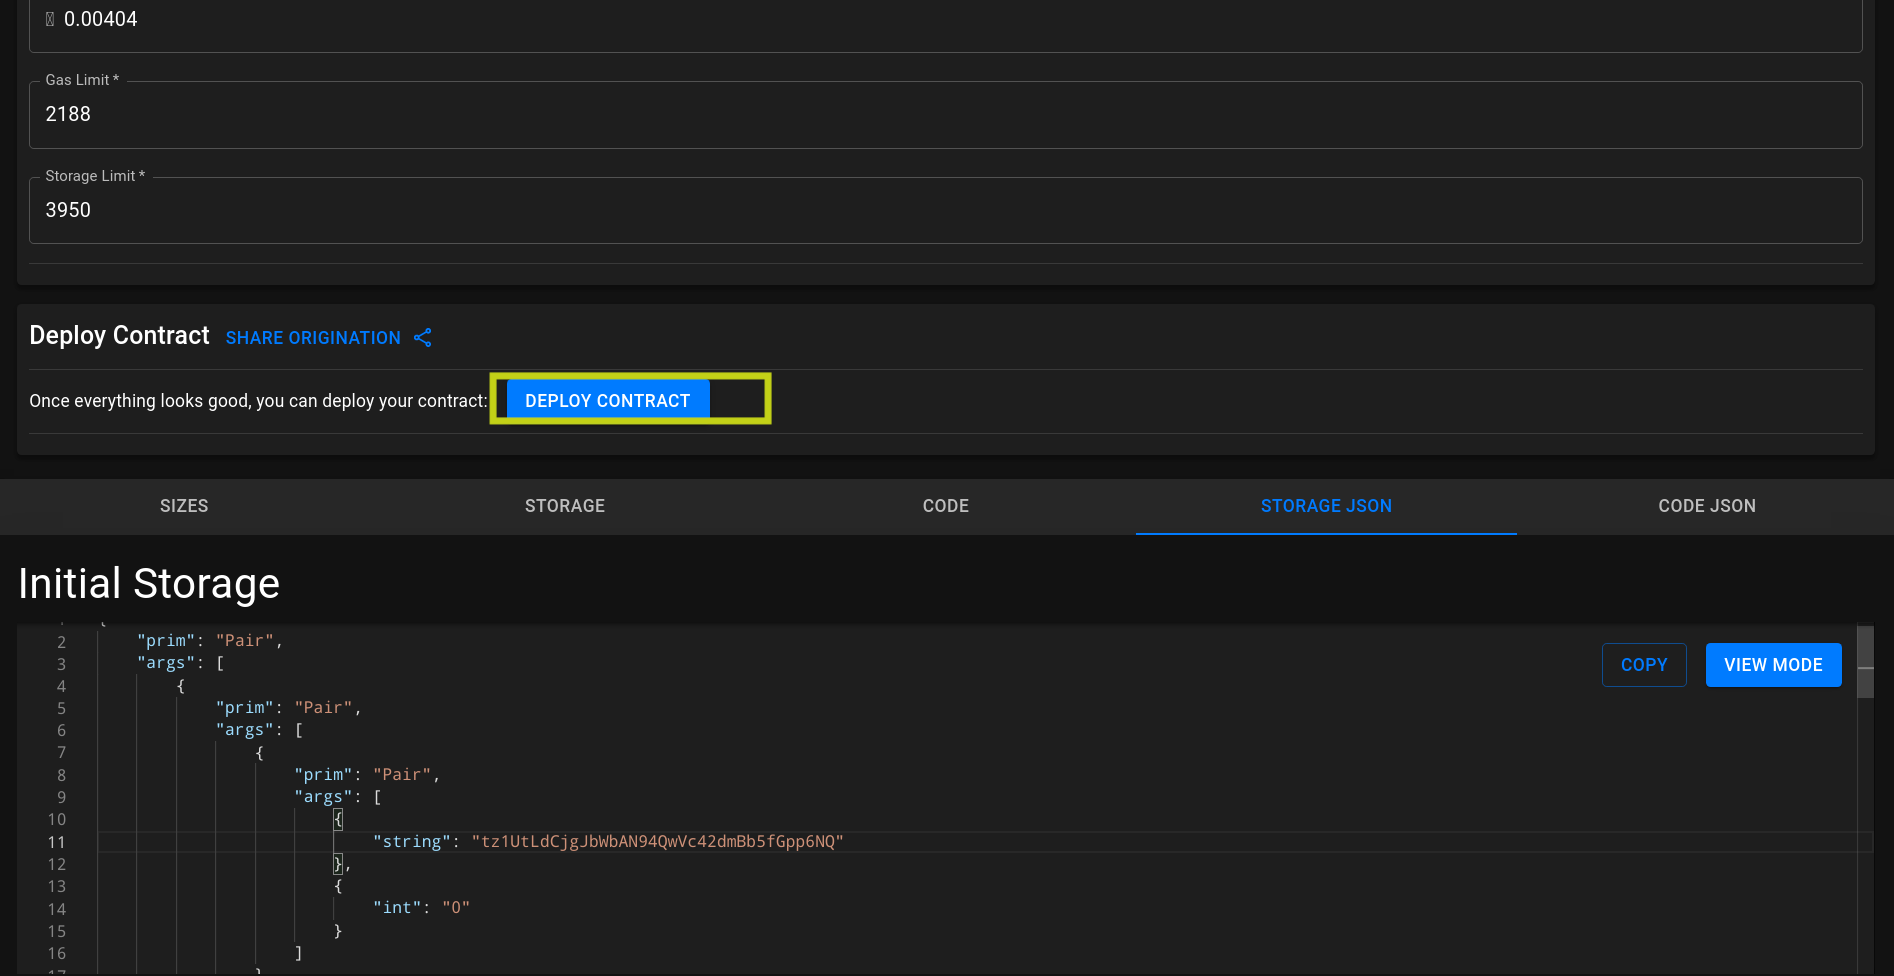 0.00404
Gas Limit *
2188
Storage Limit *
3950
Deploy Contract SHARE ORIGINATION
Once everything looks good, you can deploy your contract: DEPLOY CONTRACT
SIZES STORAGE CODE STORAGE JSON CODE JSON
Initial Storage
COPY VIEW MODE
1 {
2 "prim": "Pair",
3 "args": [
4 {
5 "prim": "Pair",
6 "args": [
7 {
8 "prim": "Pair",
9 "args": [
10 {
11 "string": "tz1UtLdCjgJbWbAN94QwVc42dmBb5fGpp6NQ"
12 },
13 {
14 "int": "0"
15 }
16 ]
17 }